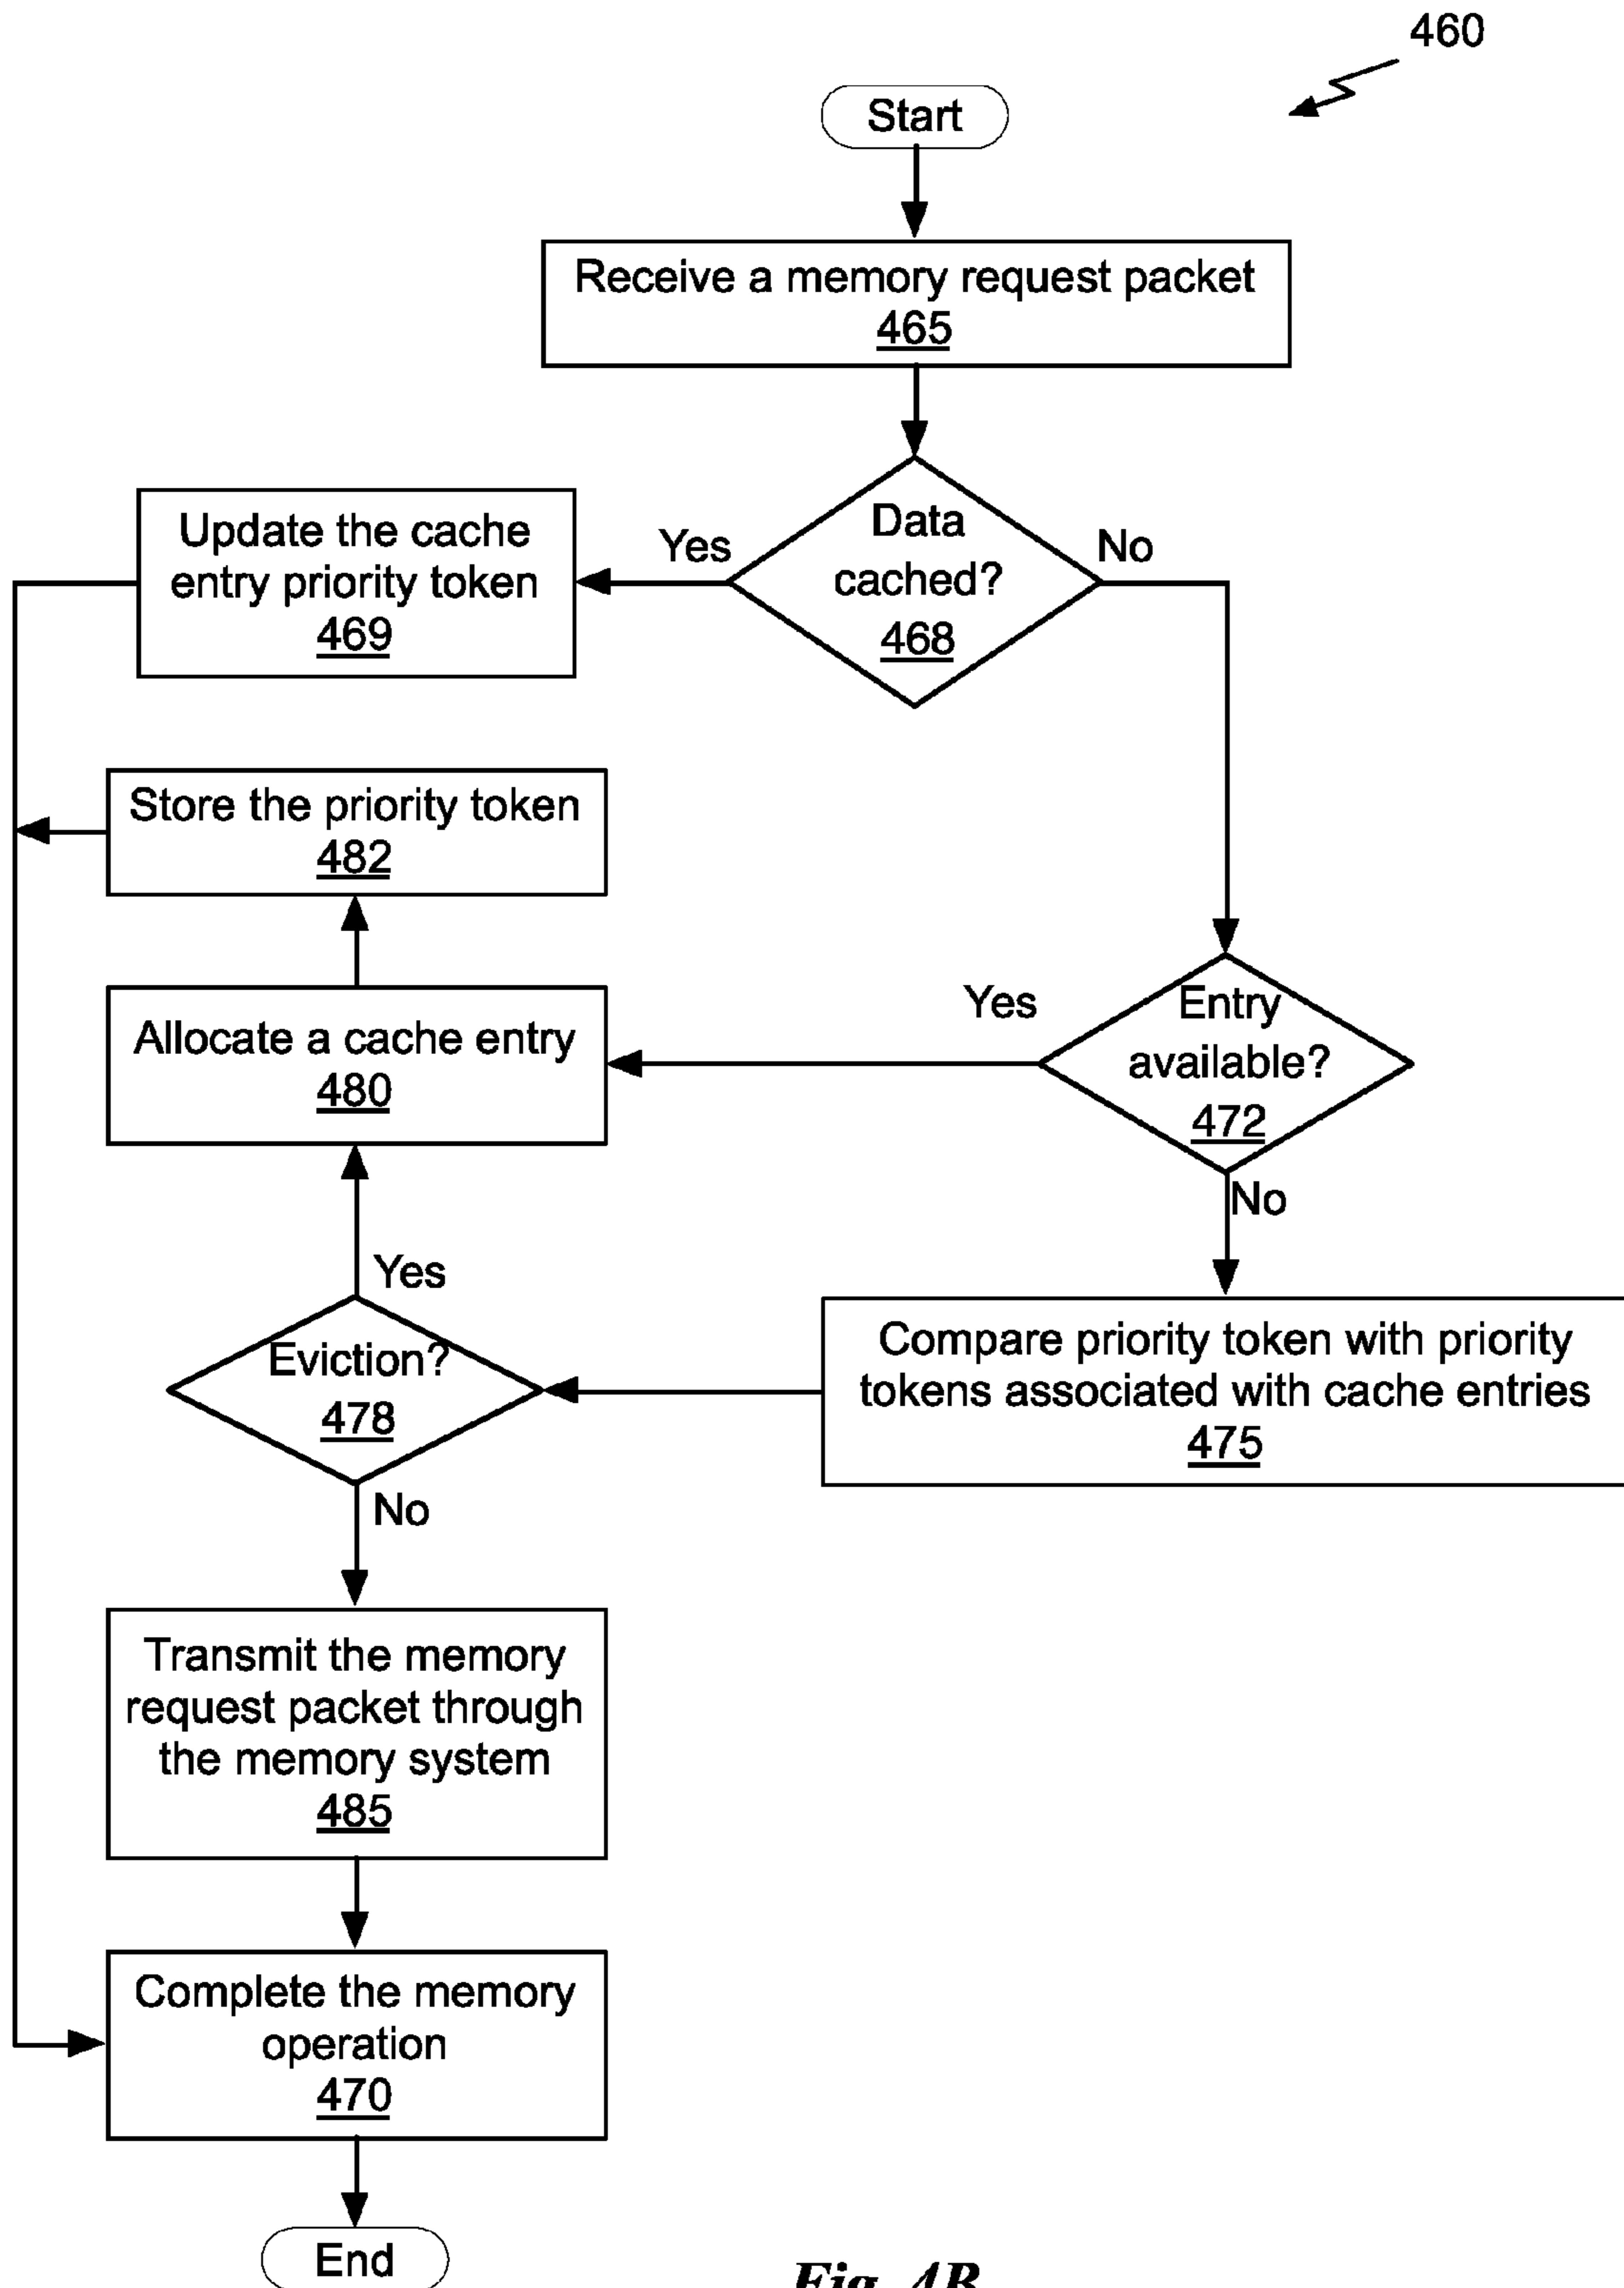 460
Start
Receive a memory request packet
465
Data
cached?
468
Yes
No
Update the cache
entry priority token
469
Store the priority token
482
Allocate a cache entry
480
Yes
Entry
available?
472
No
Yes
Eviction?
478
Compare priority token with priority
tokens associated with cache entries
475
No
Transmit the memory
request packet through
the memory system
485
Complete the memory
operation
470
End
Fig. 4B